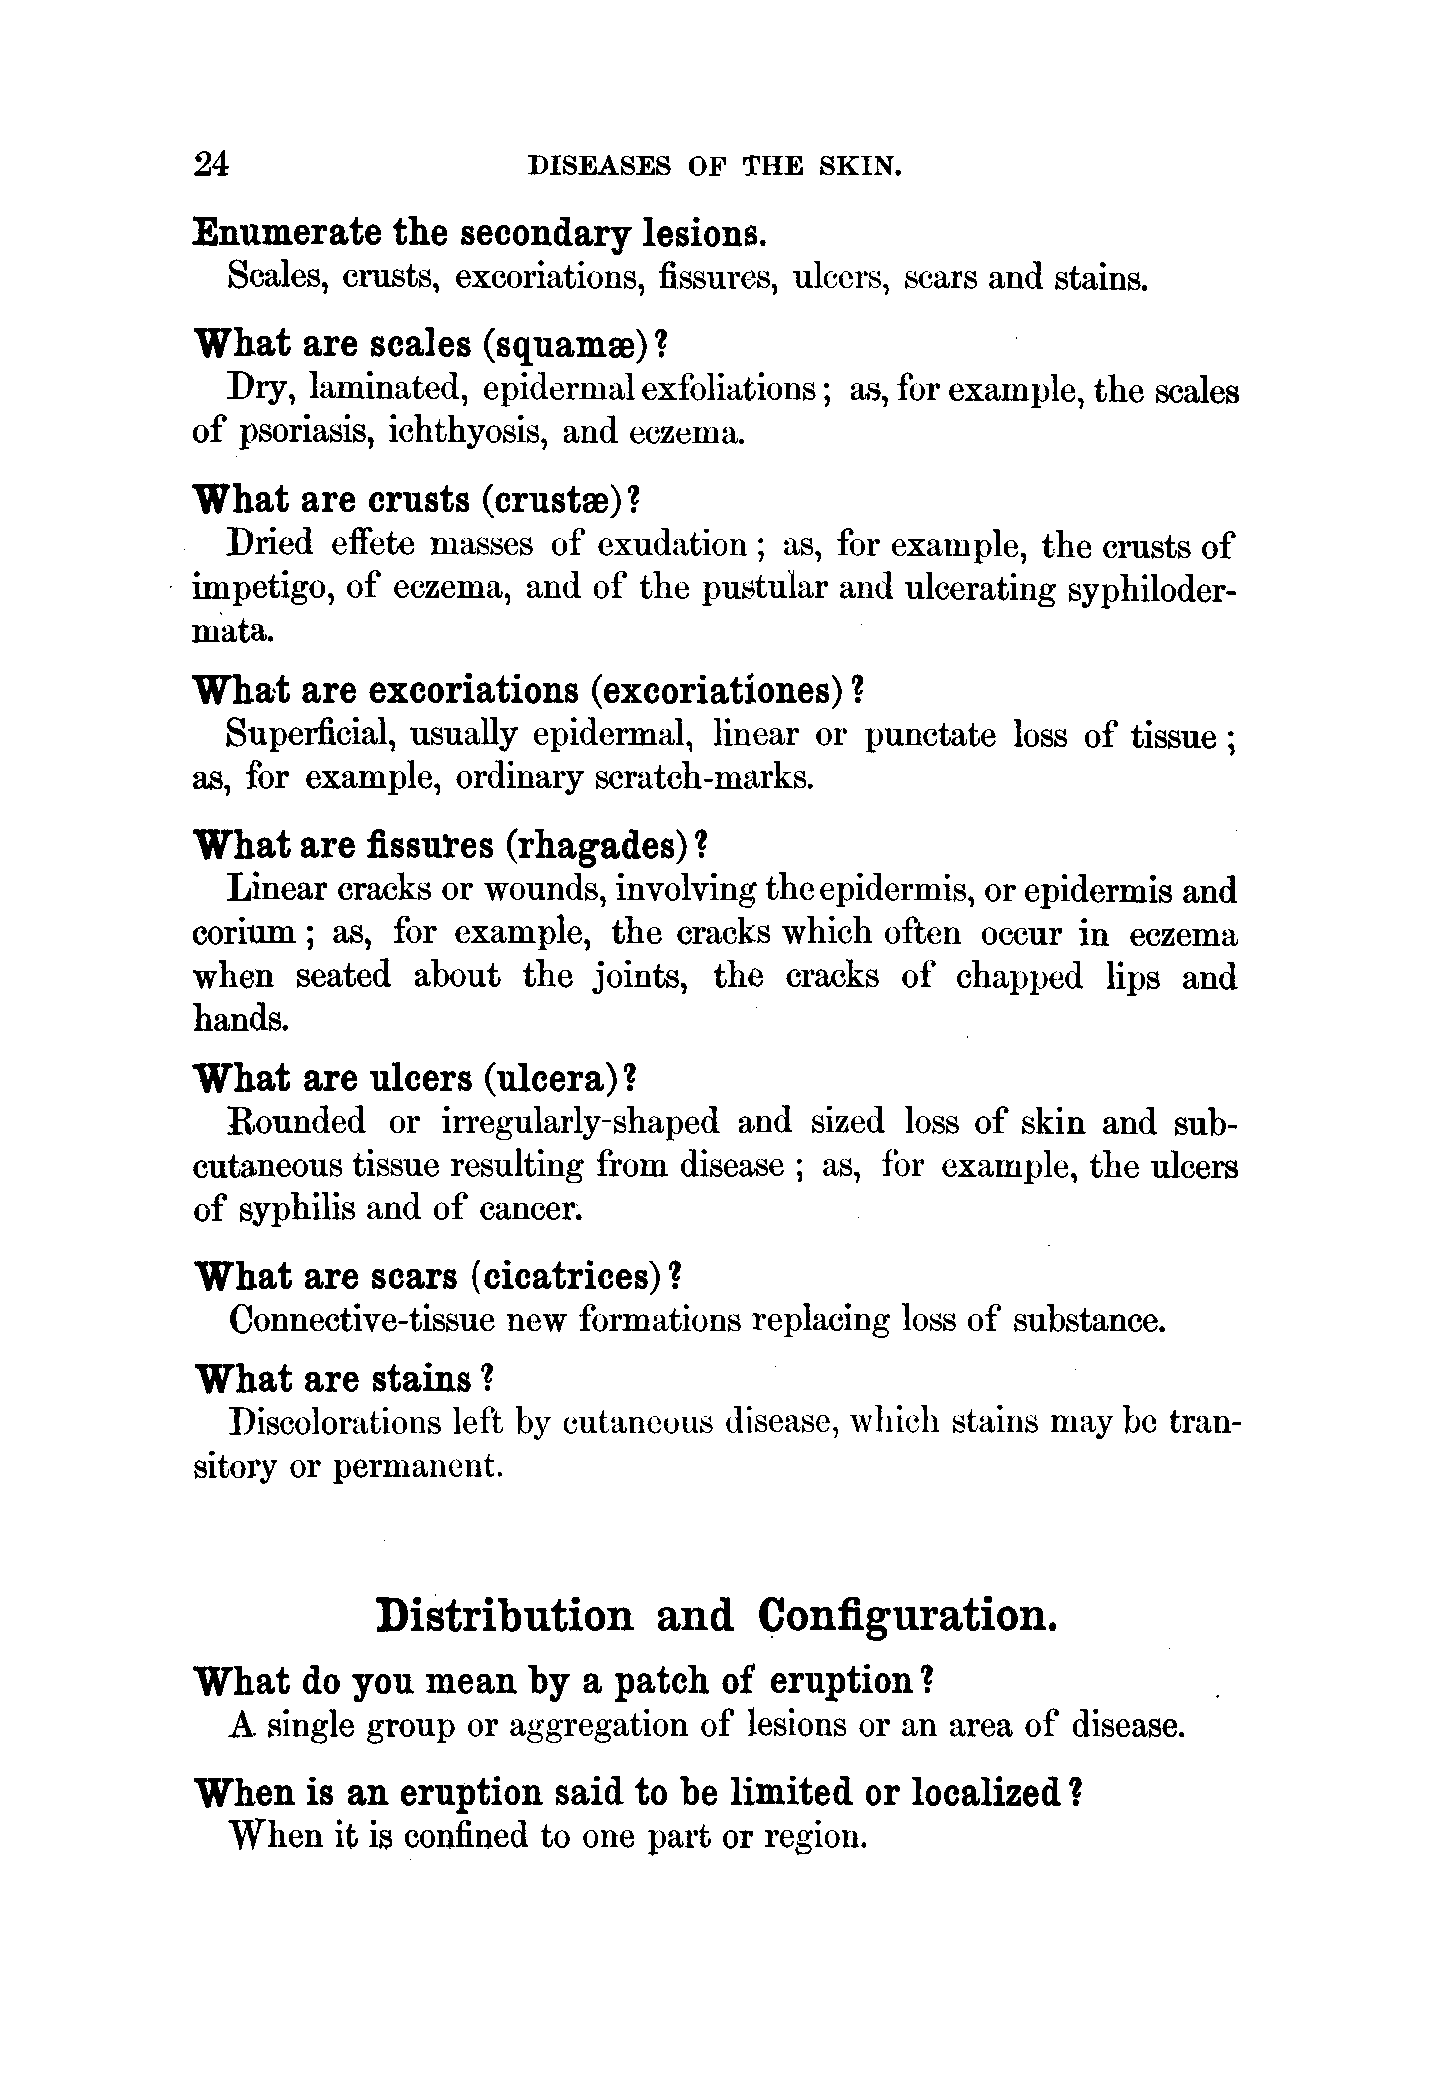 24 DISEASES OF THE SKIN.
Enumerate the secondary lesions.
Scales, crusts, excoriations, fissures, ulcers, scars and stains.
What are scales (squamæ)?
Dry, laminated, epidermal exfoliations; as, for example, the scales
of psoriasis, ichthyosis, and eczema.
What are crusts (crustæ)?
Dried effete masses of exudation; as, for example, the crusts of
impetigo, of eczema, and of the pustular and ulcerating syphiloder-
mata.
What are excoriations (excoriationes)?
Superficial, usually epidermal, linear or punctate loss of tissue;
as, for example, ordinary scratch-marks.
What are fissures (rhagades)?
Linear cracks or wounds, involving the epidermis, or epidermis and
corium; as, for example, the cracks which often occur in eczema
when seated about the joints, the cracks of chapped lips and
hands.
What are ulcers (ulcera)?
Rounded or irregularly-shaped and sized loss of skin and sub-
cutaneous tissue resulting from disease; as, for example, the ulcers
of syphilis and of cancer.
What are scars (cicatrices)?
Connective-tissue new formations replacing loss of substance.
What are stains?
Discolorations left by cutaneous disease, which stains may be tran-
sitory or permanent.
Distribution and Configuration.
What do you mean by a patch of eruption?
A single group or aggregation of lesions or an area of disease.
When is an eruption said to be limited or localized?
When it is confined to one part or region.